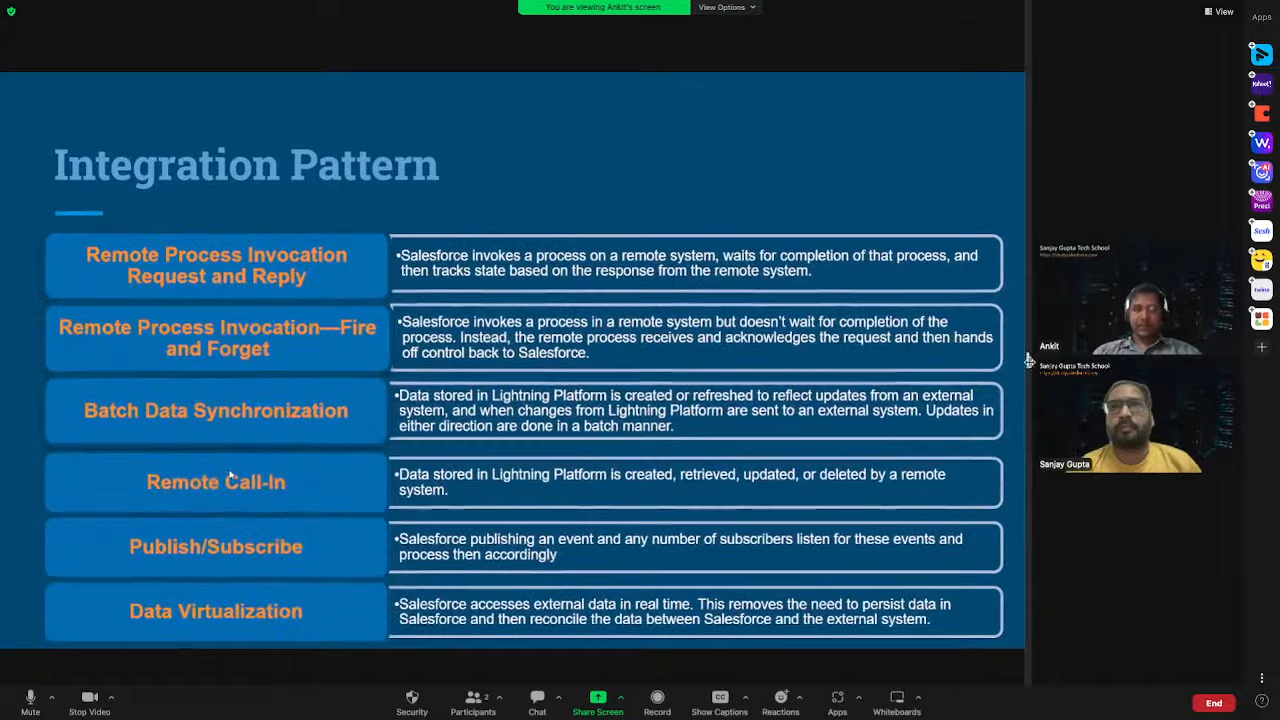 You are viewing Ankit's screen
View Options
View
Apps
Integration Pattern
Remote Process Invocation
Request and Reply
•Salesforce invokes a process on a remote system, waits for completion of that process, and
then tracks state based on the response from the remote system.
Remote Process Invocation—Fire
and Forget
•Salesforce invokes a process in a remote system but doesn't wait for completion of the
process. Instead, the remote process receives and acknowledges the request and then hands
off control back to Salesforce.
Batch Data Synchronization
•Data stored in Lightning Platform is created or refreshed to reflect updates from an external
system, and when changes from Lightning Platform are sent to an external system. Updates in
either direction are done in a batch manner.
Remote Call-In
•Data stored in Lightning Platform is created, retrieved, updated, or deleted by a remote
system.
Publish/Subscribe
•Salesforce publishing an event and any number of subscribers listen for these events and
process then accordingly
Data Virtualization
•Salesforce accesses external data in real time. This removes the need to persist data in
Salesforce and then reconcile the data between Salesforce and the external system.
Sanjay Gupta Tech School
Ankit
Sanjay Gupta Tech School
Sanjay Gupta
Kahoot!
W.
AI
Prezi
Sesh
twine
Mute
Stop Video
Security
2
Participants
Chat
Share Screen
Record
CC
Show Captions
Reactions
Apps
Whiteboards
End